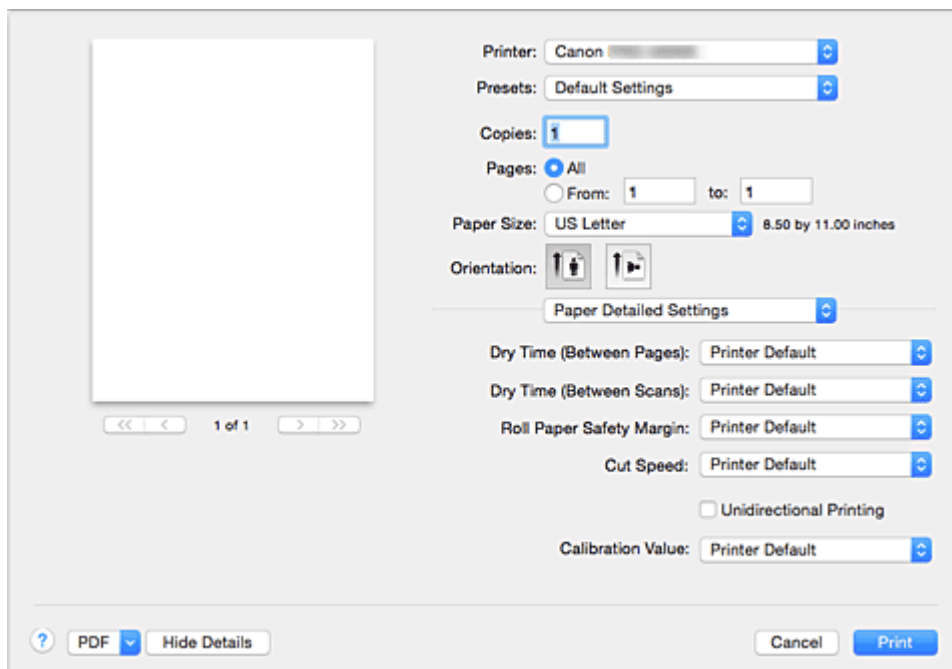 Printer: Canon
Presets: Default Settings
Copies: 1
Pages: All
From: 1 to: 1
Paper Size: US Letter 8.50 by 11.00 inches
Orientation:
Paper Detailed Settings
Dry Time (Between Pages): Printer Default
Dry Time (Between Scans): Printer Default
1 of 1
Roll Paper Safety Margin: Printer Default
Cut Speed: Printer Default
Unidirectional Printing
Calibration Value: Printer Default
? PDF Hide Details Cancel Print